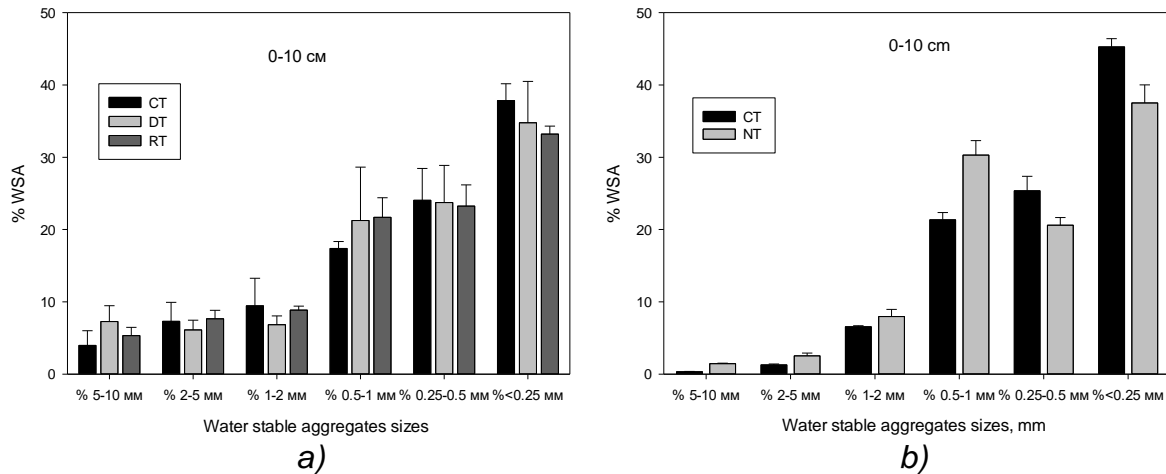 50
40
30
20
10
0
% WSA
0-10 см
CT
DT
RT
% 5-10 мм % 2-5 мм % 1-2 мм % 0.5-1 мм % 0.25-0.5 мм %<0.25 мм
Water stable aggregates sizes
a)
50
40
30
20
10
0
% WSA
0-10 cm
CT
NT
% 5-10 мм % 2-5 мм % 1-2 мм % 0.5-1 мм % 0.25-0.5 мм %<0.25 мм
Water stable aggregates sizes, mm
b)